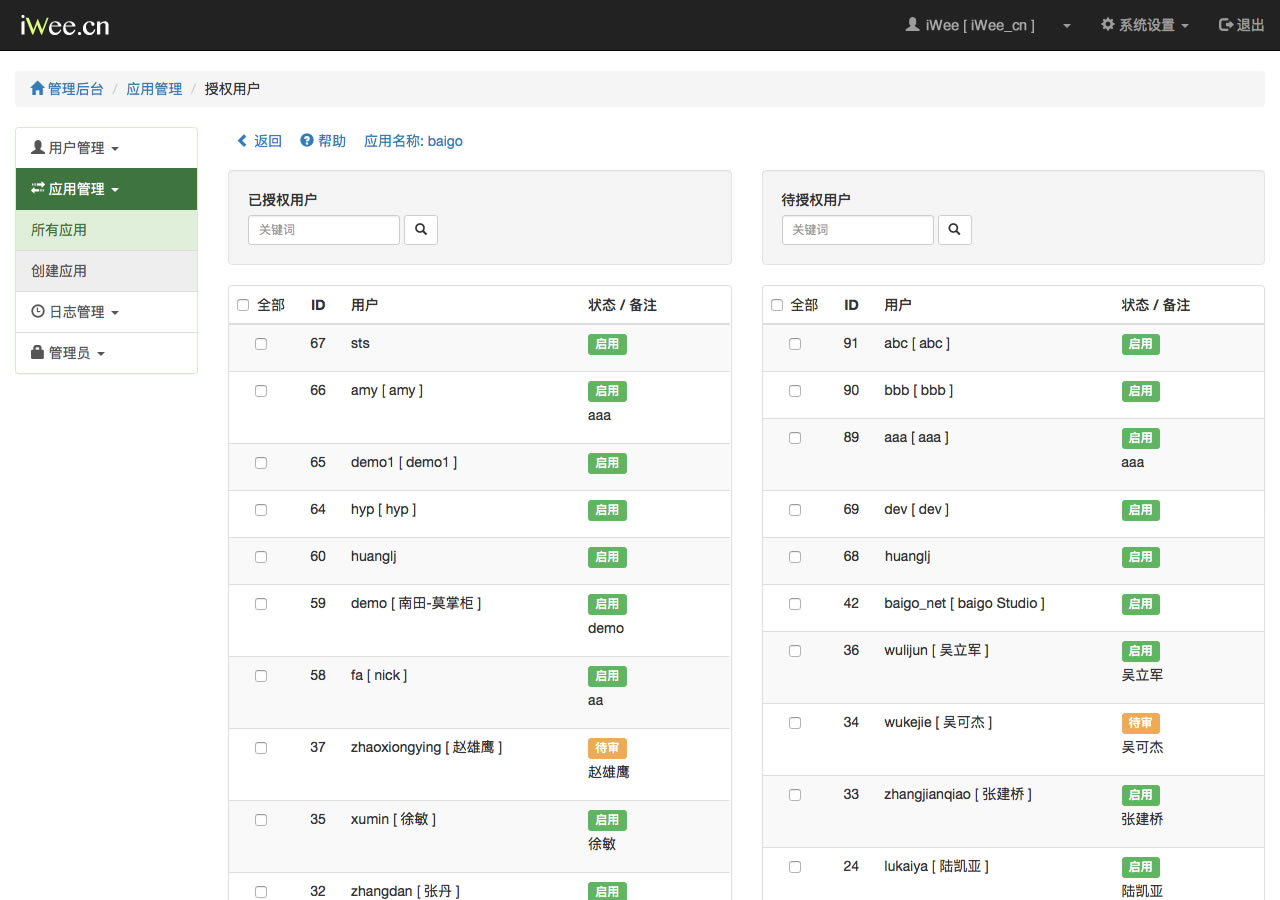 iWee.cn
iWee [ iWee_cn ] 系统设置 退出
管理后台 / 应用管理 / 授权用户
用户管理
应用管理
所有应用
创建应用
日志管理
管理员
返回 帮助 应用名称: baigo
已授权用户
关键词
全部 ID 用户 状态 / 备注
67 sts 启用
66 amy [ amy ] 启用
aaa
65 demo1 [ demo1 ] 启用
64 hyp [ hyp ] 启用
60 huanglj 启用
59 demo [ 南田-莫掌柜 ] 启用
demo
58 fa [ nick ] 启用
aa
37 zhaoxiongying [ 赵雄鹰 ] 待审
赵雄鹰
35 xumin [ 徐敏 ] 启用
徐敏
32 zhangdan [ 张丹 ] 启用
待授权用户
关键词
全部 ID 用户 状态 / 备注
91 abc [ abc ] 启用
90 bbb [ bbb ] 启用
89 aaa [ aaa ] 启用
aaa
69 dev [ dev ] 启用
68 huanglj 启用
42 baigo_net [ baigo Studio ] 启用
36 wulijun [ 吴立军 ] 启用
吴立军
34 wukejie [ 吴可杰 ] 待审
吴可杰
33 zhangjianqiao [ 张建桥 ] 启用
张建桥
24 lukaiya [ 陆凯亚 ] 启用
陆凯亚